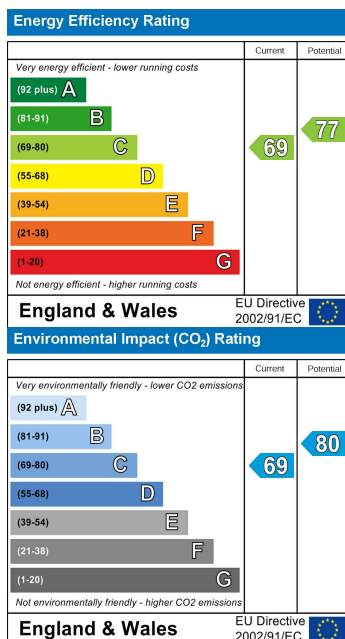 Energy Efficiency Rating
Current Potential
Very energy efficient - lower running costs
(92 plus) A
(81-91) B
77
(69-80) C
69
(55-68) D
(39-54) E
(21-38) F
(1-20) G
Not energy efficient - higher running costs
England & Wales
EU Directive
2002/91/EC
Environmental Impact (CO₂) Rating
Current Potential
Very environmentally friendly - lower CO2 emissions
(92 plus) A
(81-91) B
80
(69-80) C
69
(55-68) D
(39-54) E
(21-38) F
(1-20) G
Not environmentally friendly - higher CO2 emissions
England & Wales
EU Directive
2002/91/EC